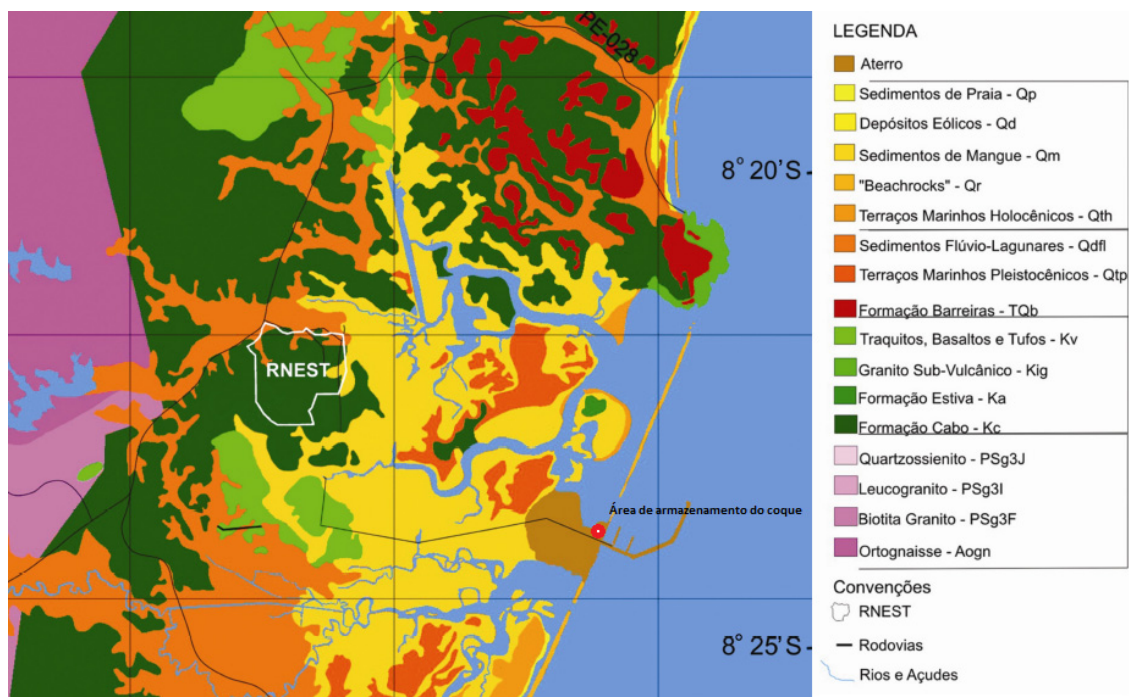 PE-028
8° 20'S
RNEST
Área de armazenamento do coque
8° 25'S
LEGENDA
Aterro
Sedimentos de Praia - Qp
Depósitos Eólicos - Qd
Sedimentos de Mangue - Qm
"Beachrocks" - Qr
Terraços Marinhos Holocênicos - Qth
Sedimentos Flúvio-Lagunares - Qdfl
Terraços Marinhos Pleistocênicos - Qtp
Formação Barreiras - TQb
Traquitos, Basaltos e Tufos - Kv
Granito Sub-Vulcânico - Kig
Formação Estiva - Ka
Formação Cabo - Kc
Quartzossienito - PSg3J
Leucogranito - PSg3I
Biotita Granito - PSg3F
Ortognaisse - Aogn
Convenções
RNEST
Rodovias
Rios e Açudes